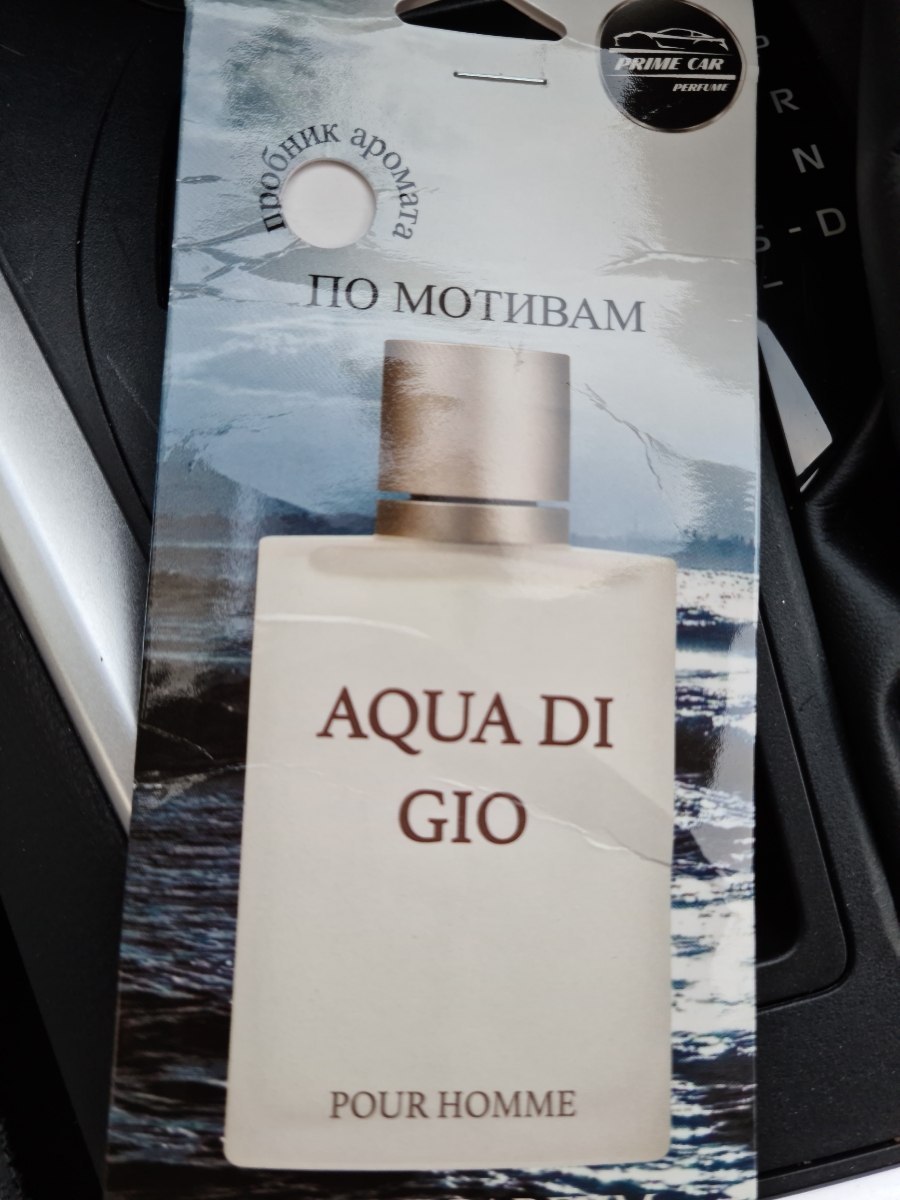 PRIME CAR
PERFUME
пробник аромата
ПО МОТИВАМ
AQUA DI
GIO
POUR HOMME
P
R
N
S-D